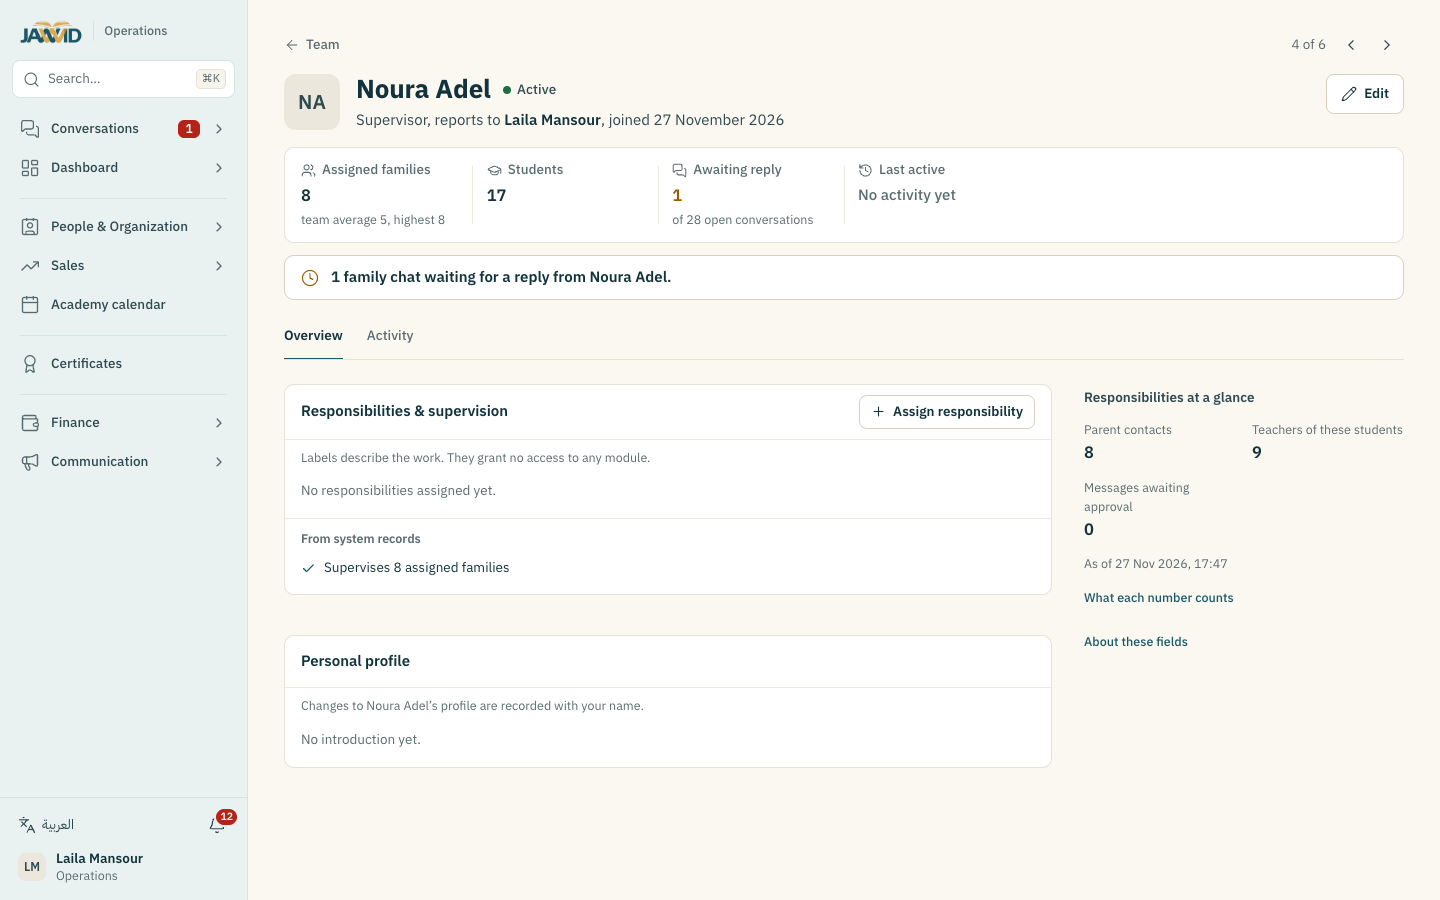 JAWWID
Operations
Search...
⌘K
Conversations
1
Dashboard
People & Organization
Sales
Academy calendar
Certificates
Finance
Communication
العربية
12
LM
Laila Mansour
Operations
Team
4 of 6
NA
Noura Adel
Active
Supervisor, reports to Laila Mansour, joined 27 November 2026
Edit
Assigned families
8
team average 5, highest 8
Students
17
Awaiting reply
1
of 28 open conversations
Last active
No activity yet
1 family chat waiting for a reply from Noura Adel.
Overview
Activity
Responsibilities & supervision
Assign responsibility
Labels describe the work. They grant no access to any module.
No responsibilities assigned yet.
From system records
Supervises 8 assigned families
Personal profile
Changes to Noura Adel’s profile are recorded with your name.
No introduction yet.
Responsibilities at a glance
Parent contacts
8
Teachers of these students
9
Messages awaiting
approval
0
As of 27 Nov 2026, 17:47
What each number counts
About these fields